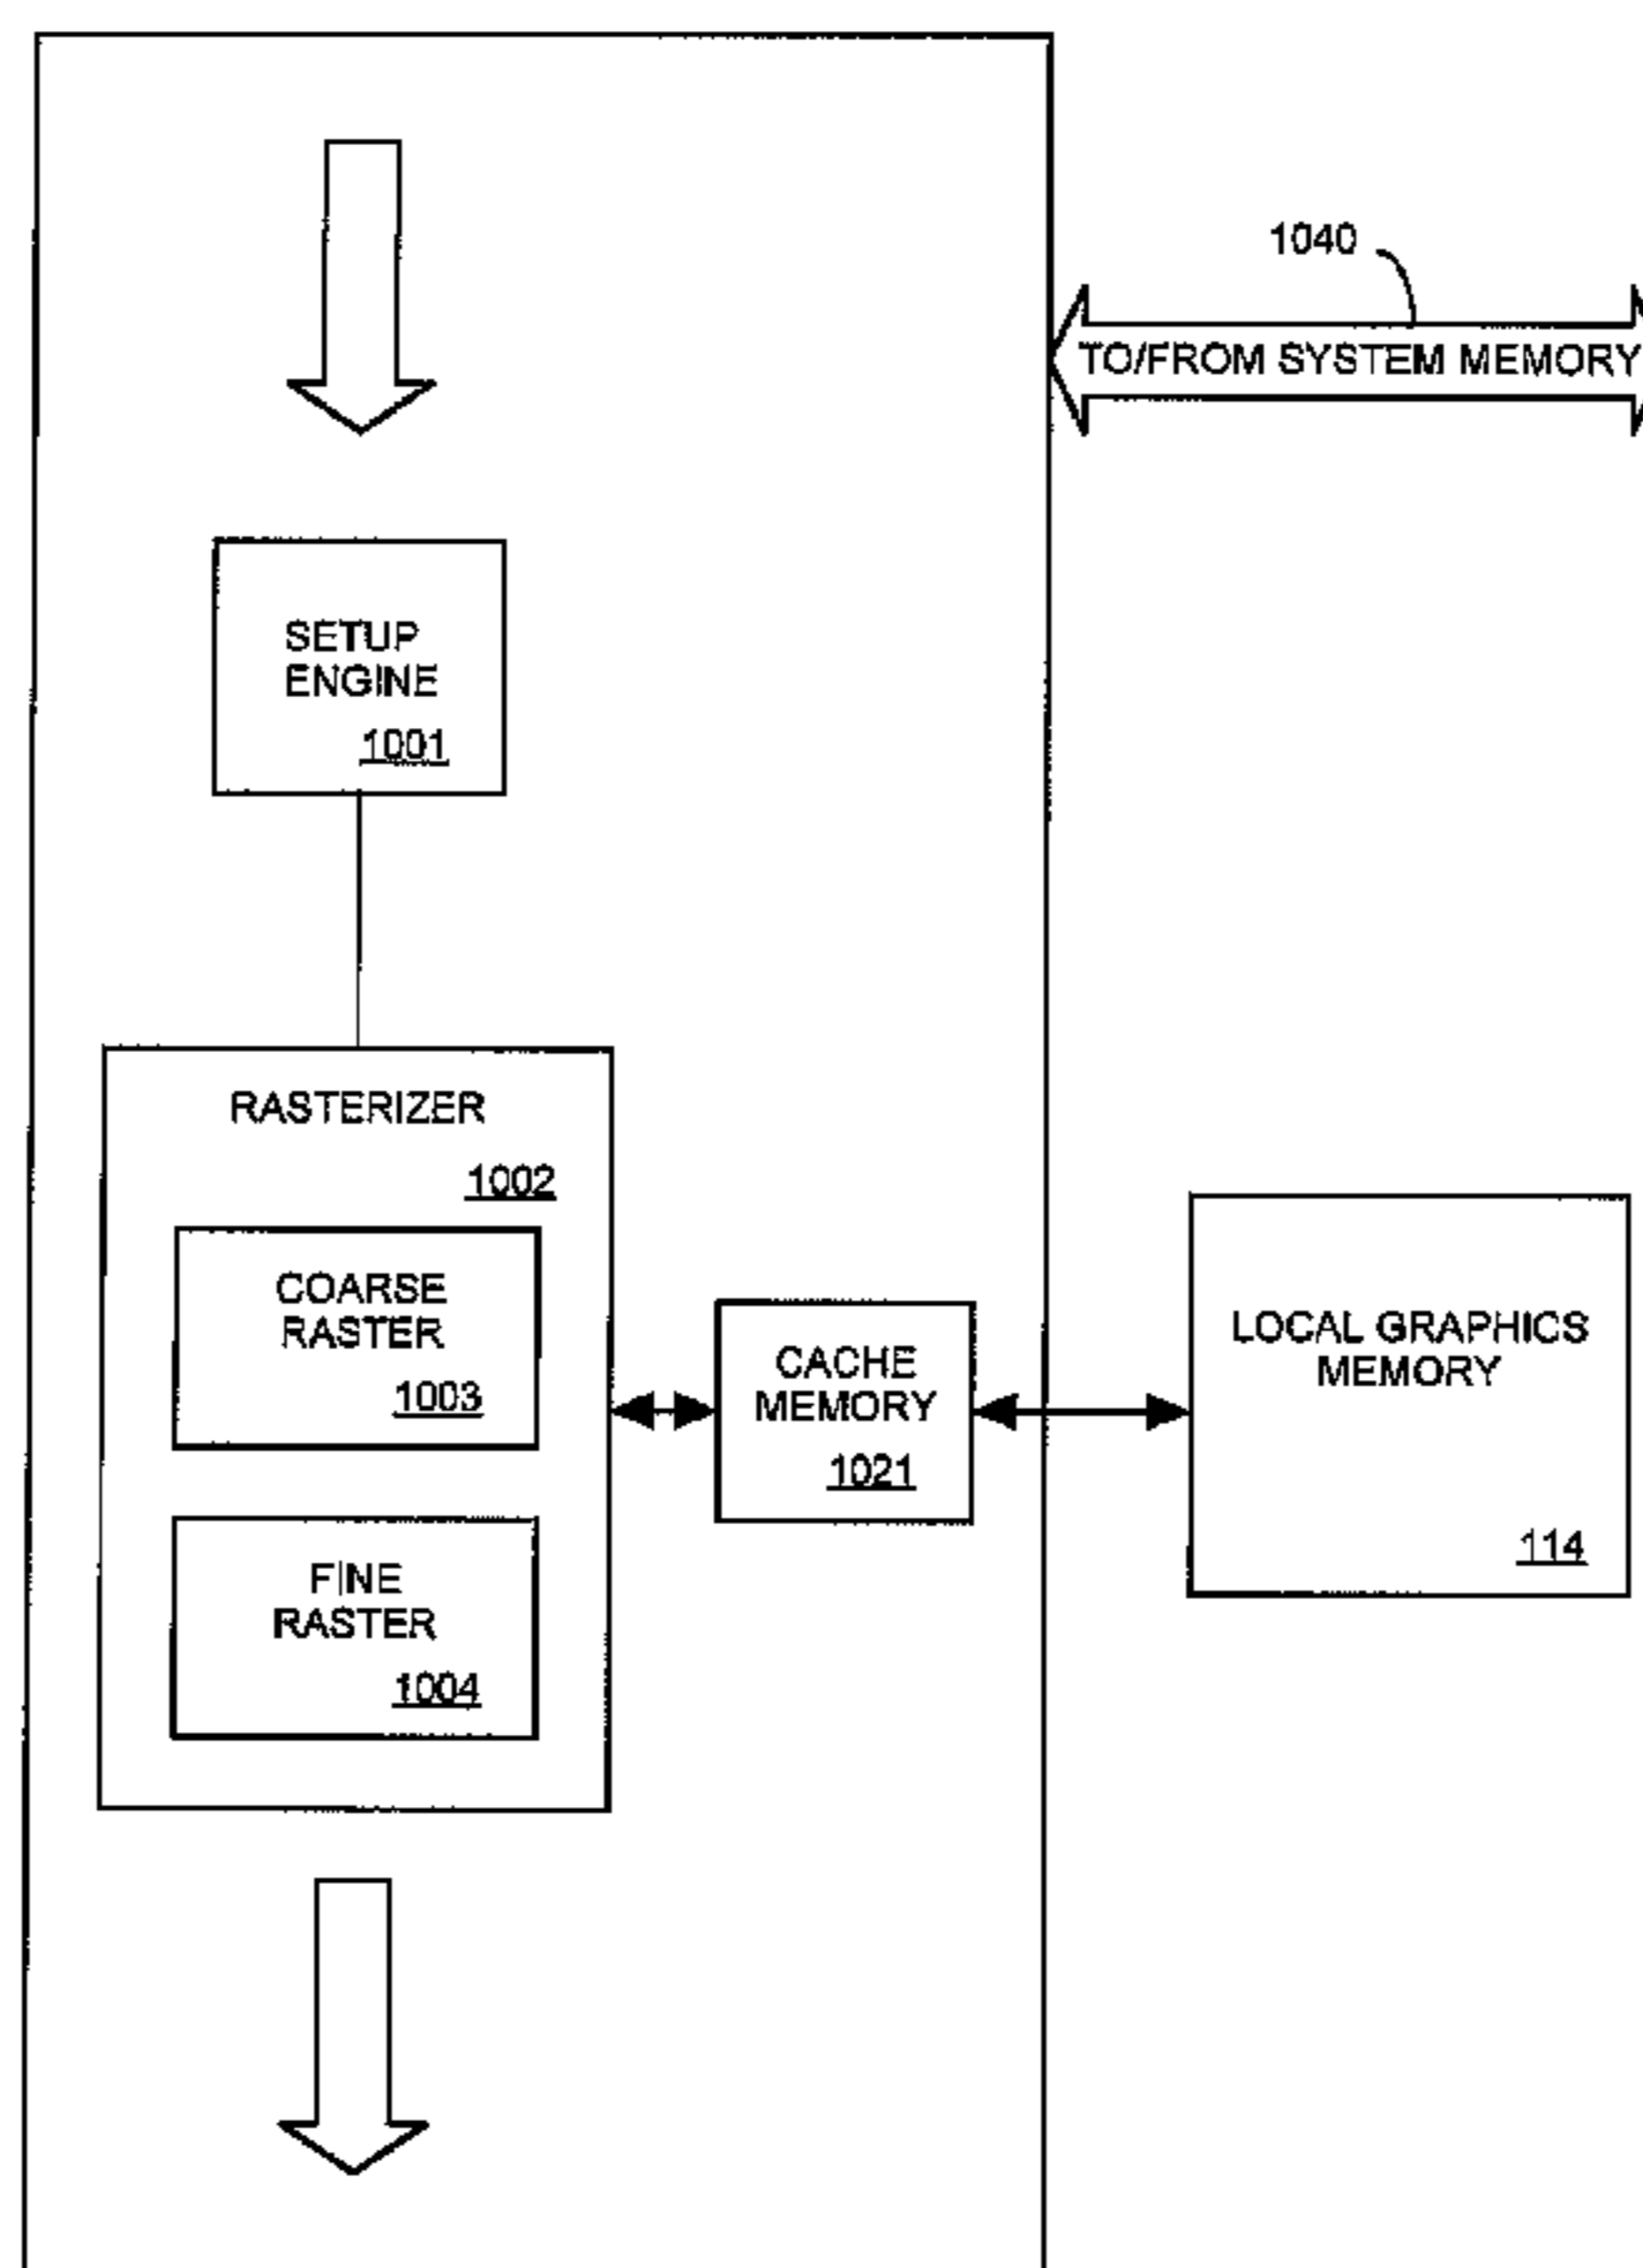 1040
TO/FROM SYSTEM MEMORY
SETUP
ENGINE
1001
RASTERIZER
1002
COARSE
RASTER
1003
CACHE
MEMORY
1021
LOCAL GRAPHICS
MEMORY
114
FINE
RASTER
1004